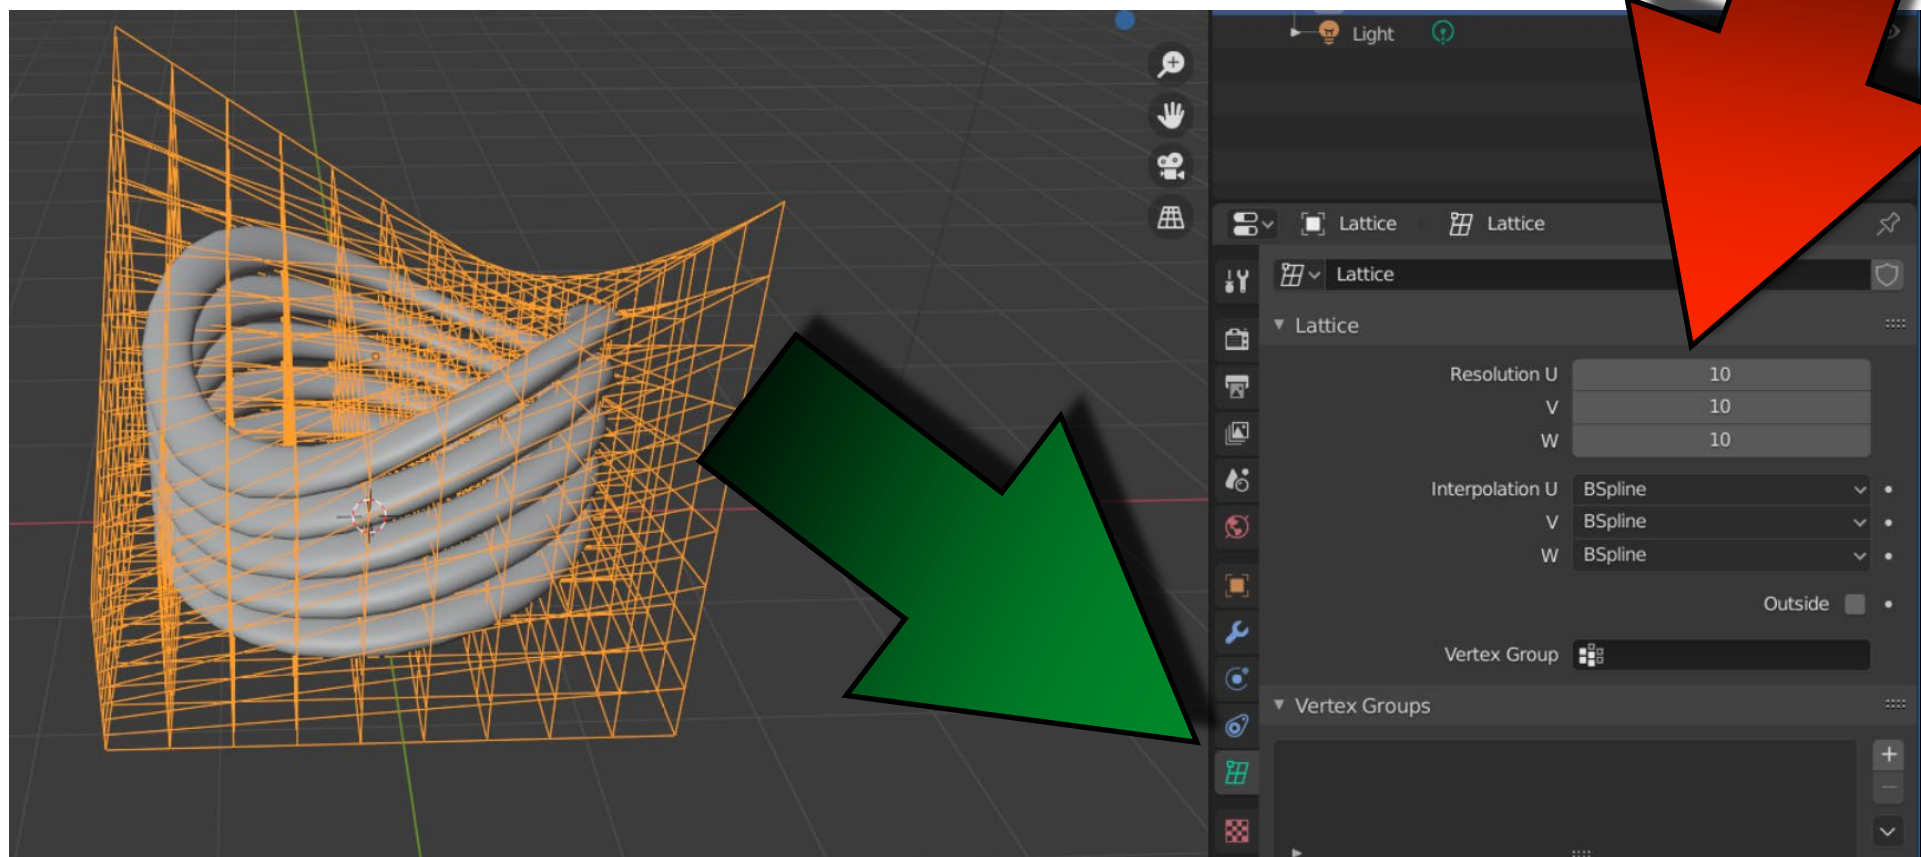 Light
Lattice Lattice
Lattice
Lattice
Resolution U 10
V 10
W 10
Interpolation U BSpline
V BSpline
W BSpline
Outside
Vertex Group
Vertex Groups